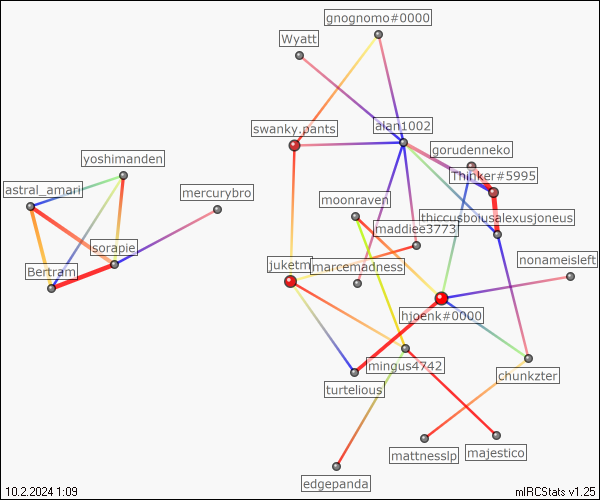 gnognomo#0000
Wyatt
alan1002
swanky.pants
gorudenneko
yoshimanden
Thinker#5995
astral_amari
mercurybro
moonraven
thiccusbolusalexusjoneus
maddiee3773
sorapie
nonameisleft
juketm
marcemadness
Bertram
hjoenk#0000
mingus4742
chunkzter
turtelious
mattnesslp
majestico
edgepanda
10.2.2024 1:09
mIRCStats v1.25